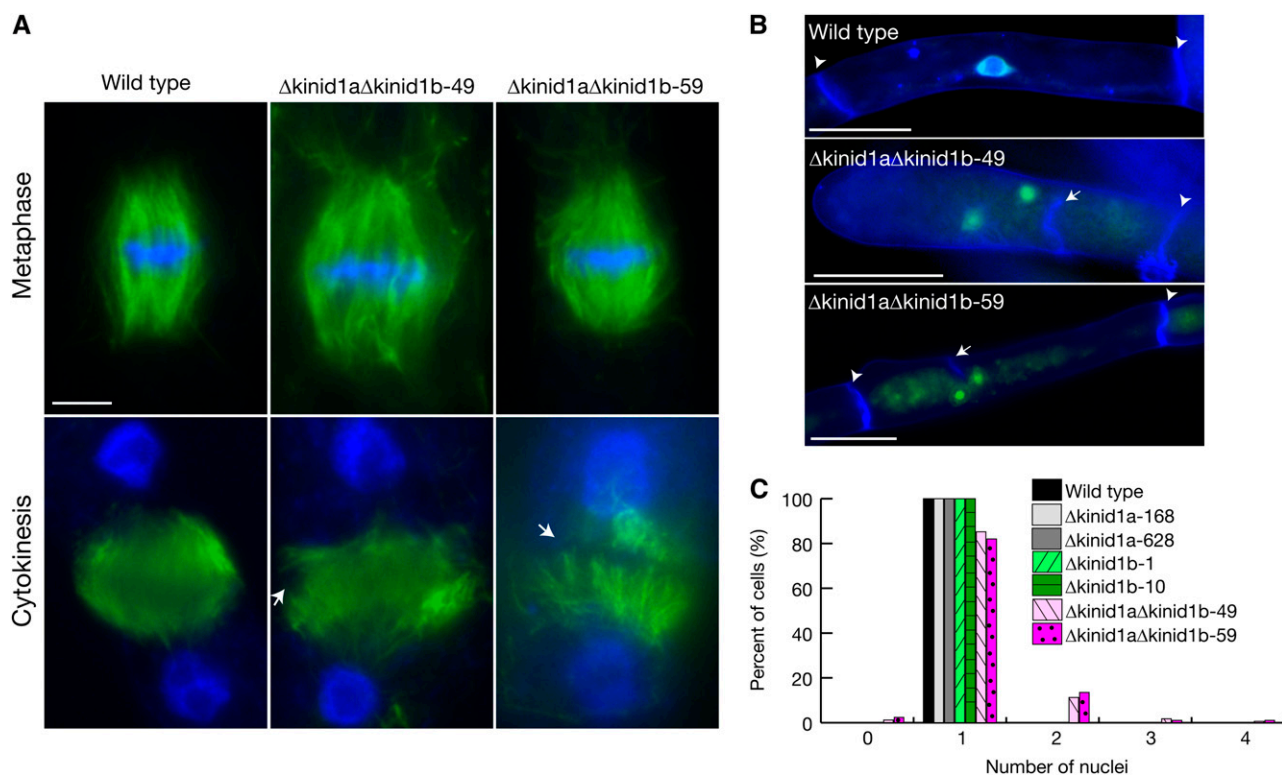 A
Wild type
Δkinid1aΔkinid1b-49
Δkinid1aΔkinid1b-59
Metaphase
Cytokinesis
B
Wild type
Δkinid1aΔkinid1b-49
Δkinid1aΔkinid1b-59
C
Percent of cells (%)
100
80
60
40
20
0
Wild type
Δkinid1a-168
Δkinid1a-628
Δkinid1b-1
Δkinid1b-10
Δkinid1aΔkinid1b-49
Δkinid1aΔkinid1b-59
0 1 2 3 4
Number of nuclei